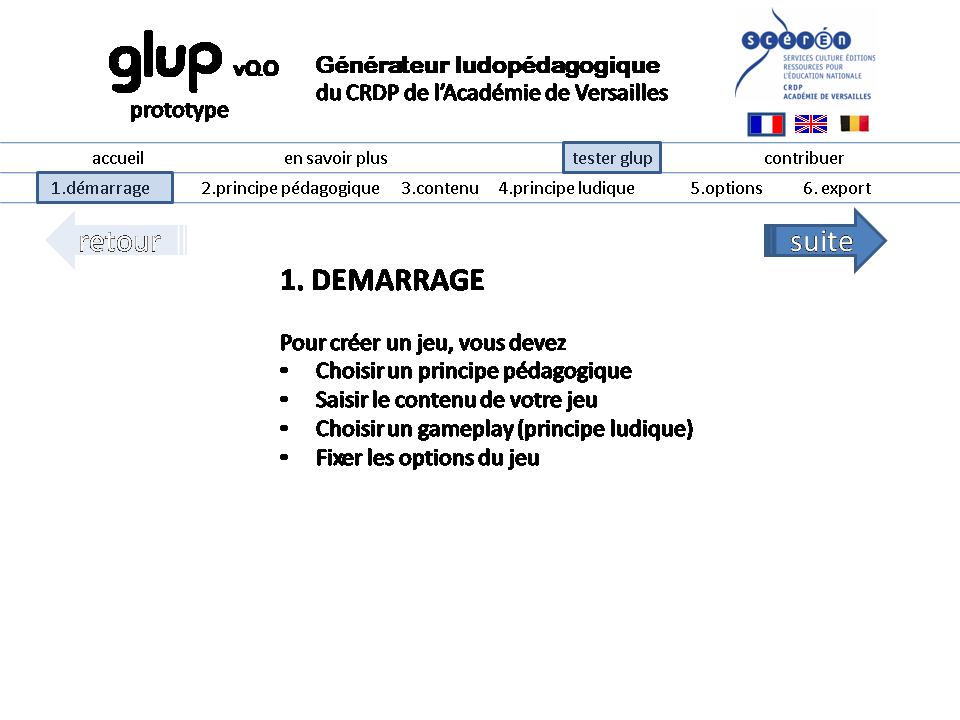 glup v0.0
prototype
Générateur ludopédagogique
du CRDP de l'Académie de Versailles
scérén
SERVICES CULTURE ÉDITIONS
RESSOURCES POUR
L'ÉDUCATION NATIONALE
CRDP
ACADÉMIE DE VERSAILLES
accueil en savoir plus tester glup contribuer
1.démarrage 2.principe pédagogique 3.contenu 4.principe ludique 5.options 6. export
retour suite
1. DEMARRAGE
Pour créer un jeu, vous devez
• Choisir un principe pédagogique
• Saisir le contenu de votre jeu
• Choisir un gameplay (principe ludique)
• Fixer les options du jeu